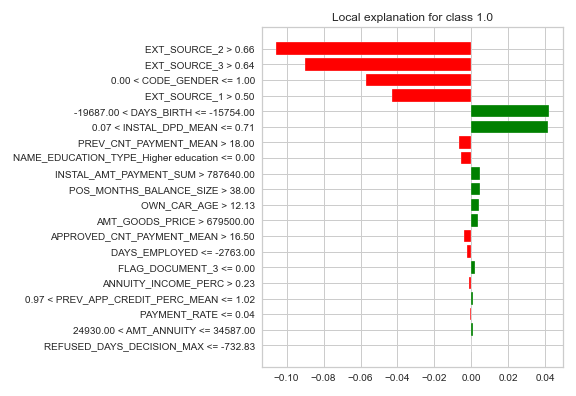 Local explanation for class 1.0
EXT_SOURCE_2 > 0.66
EXT_SOURCE_3 > 0.64
0.00 < CODE_GENDER <= 1.00
EXT_SOURCE_1 > 0.50
-19687.00 < DAYS_BIRTH <= -15754.00
0.07 < INSTAL_DPD_MEAN <= 0.71
PREV_CNT_PAYMENT_MEAN > 18.00
NAME_EDUCATION_TYPE_Higher education <= 0.00
INSTAL_AMT_PAYMENT_SUM > 787640.00
POS_MONTHS_BALANCE_SIZE > 38.00
OWN_CAR_AGE > 12.13
AMT_GOODS_PRICE > 679500.00
APPROVED_CNT_PAYMENT_MEAN > 16.50
DAYS_EMPLOYED <= -2763.00
FLAG_DOCUMENT_3 <= 0.00
ANNUITY_INCOME_PERC > 0.23
0.97 < PREV_APP_CREDIT_PERC_MEAN <= 1.02
PAYMENT_RATE <= 0.04
24930.00 < AMT_ANNUITY <= 34587.00
REFUSED_DAYS_DECISION_MAX <= -732.83
−0.10 −0.08 −0.06 −0.04 −0.02 0.00 0.02 0.04